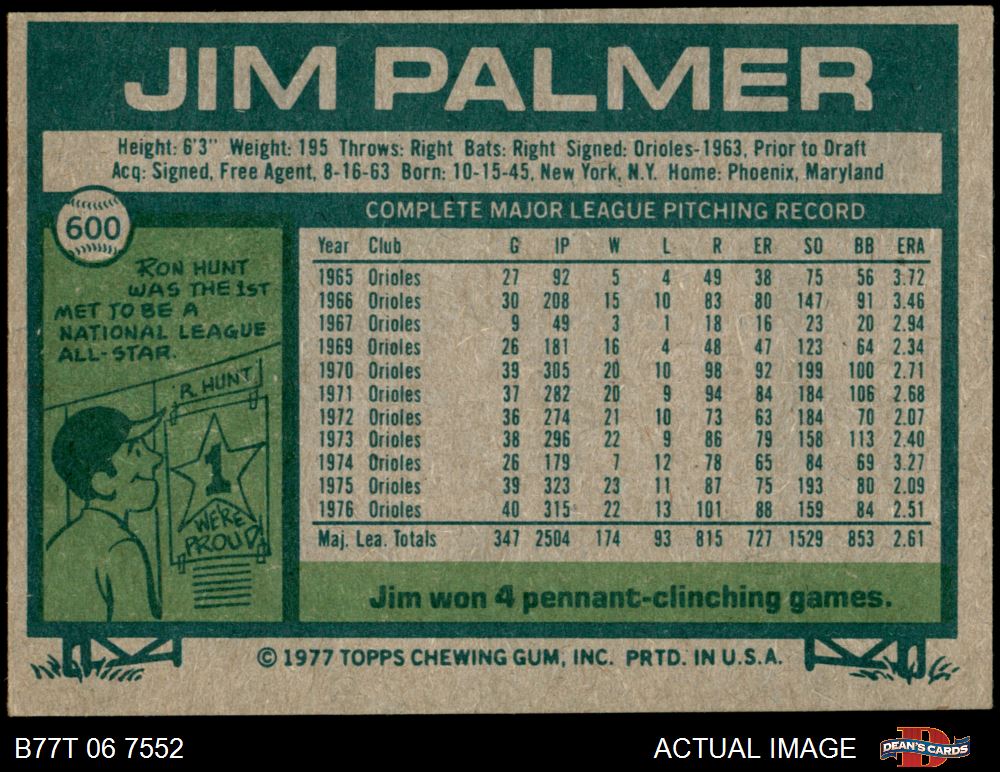 JIM PALMER
Height: 6'3" Weight: 195 Throws: Right Bats: Right Signed: Orioles-1963, Prior to Draft
Acq: Signed, Free Agent, 8-16-63 Born: 10-15-45, New York, N.Y. Home: Phoenix, Maryland
600
RON HUNT
WAS THE 1ST
MET TO BE A
NATIONAL LEAGUE
ALL-STAR.
R. HUNT
1
WE'RE
PROUD
COMPLETE MAJOR LEAGUE PITCHING RECORD
Year Club G IP W L R ER SO BB ERA
1965 Orioles 27 92 5 4 49 38 75 56 3.72
1966 Orioles 30 208 15 10 83 80 147 91 3.46
1967 Orioles 9 49 3 1 18 16 23 20 2.94
1969 Orioles 26 181 16 4 48 47 123 64 2.34
1970 Orioles 39 305 20 10 98 92 199 100 2.71
1971 Orioles 37 282 20 9 94 84 184 106 2.68
1972 Orioles 36 274 21 10 73 63 184 70 2.07
1973 Orioles 38 296 22 9 86 79 158 113 2.40
1974 Orioles 26 179 7 12 78 65 84 69 3.27
1975 Orioles 39 323 23 11 87 75 193 80 2.09
1976 Orioles 40 315 22 13 101 88 159 84 2.51
Maj. Lea. Totals 347 2504 174 93 815 727 1529 853 2.61
Jim won 4 pennant-clinching games.
© 1977 TOPPS CHEWING GUM, INC. PRTD. IN U.S.A.
B77T 06 7552
ACTUAL IMAGE
D
DEAN'S CARDS